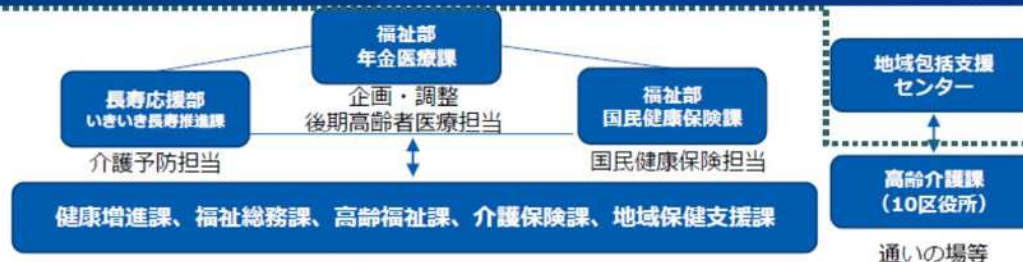 福祉部
年金医療課
企画・調整
後期高齢者医療担当
長寿応援部
いきいき長寿推進課
介護予防担当
福祉部
国民健康保険課
国民健康保険担当
健康増進課、福祉総務課、高齢福祉課、介護保険課、地域保健支援課
地域包括支援
センター
高齢介護課
（10区役所）
通いの場等